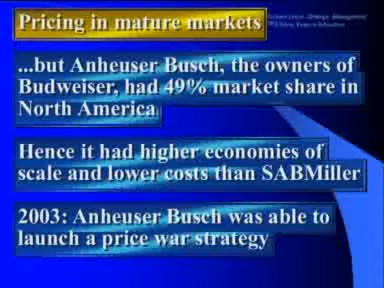 Pricing in mature markets
...but Anheuser Busch, the owners of
Budweiser, had 49% market share in
North America
Hence it had higher economies of
scale and lower costs than SABMiller
2003: Anheuser Busch was able to
launch a price war strategy